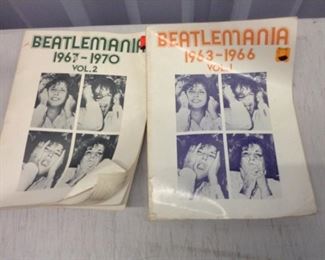 BEATLEMANIA
1967-1970
VOL.2
BEATLEMANIA
1963-1966
VOL.1